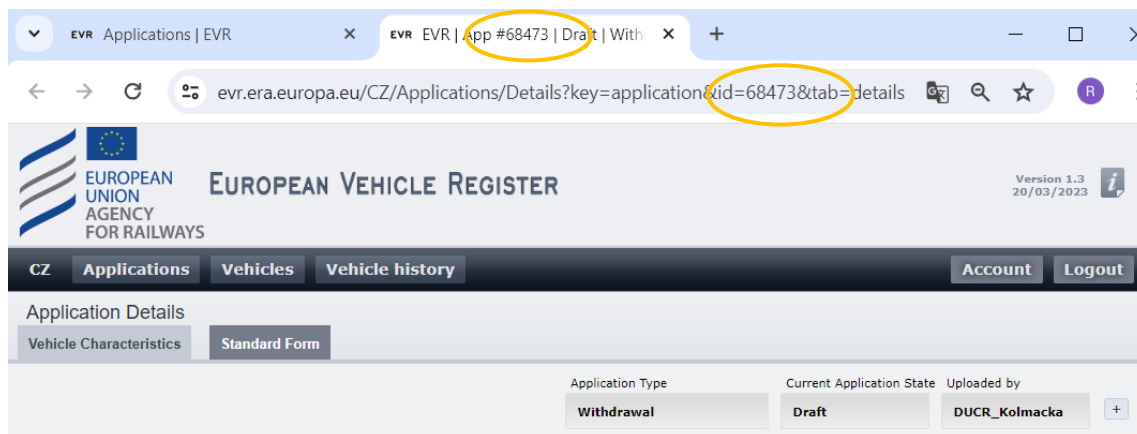 EVR Applications | EVR
EVR EVR | App #68473 | Draft | With
evr.era.europa.eu/CZ/Applications/Details?key=application&id=68473&tab=details
R
EUROPEAN
UNION
AGENCY
FOR RAILWAYS
EUROPEAN VEHICLE REGISTER
Version 1.3
20/03/2023
i
CZ Applications Vehicles Vehicle history Account Logout
Application Details
Vehicle Characteristics Standard Form
Application Type Current Application State Uploaded by
Withdrawal Draft DUCR_Kolmacka +